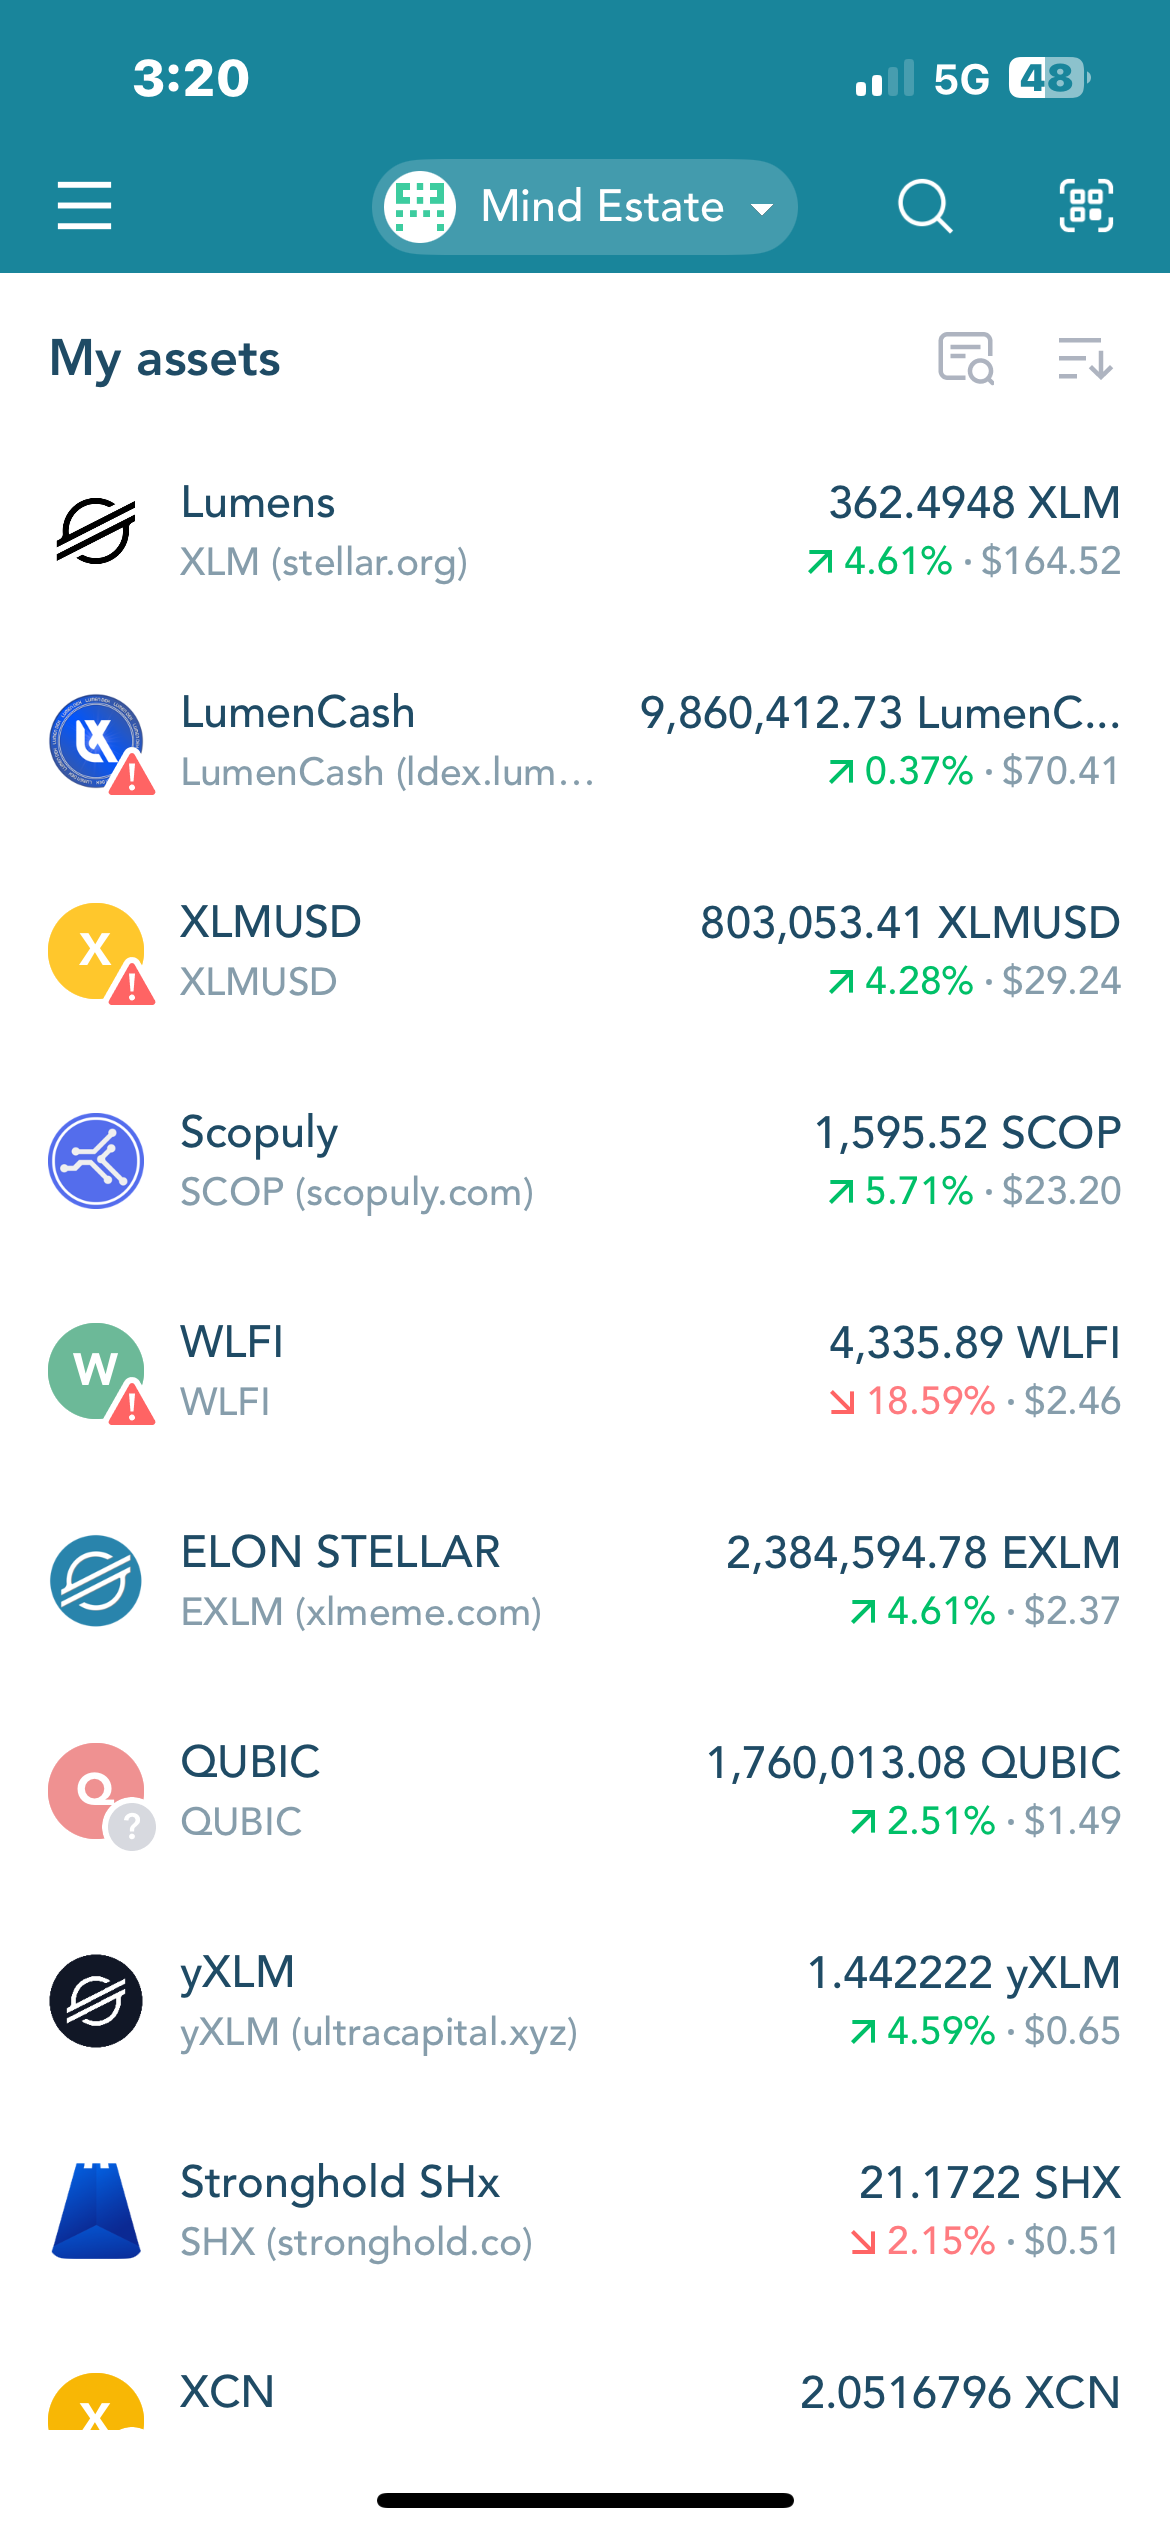 3:20
5G 48
Mind Estate
My assets
Lumens
362.4948 XLM
XLM (stellar.org)
4.61% · $164.52
LumenCash
9,860,412.73 LumenC...
LumenCash (ldex.lum...
0.37% · $70.41
X
XLMUSD
803,053.41 XLMUSD
XLMUSD
4.28% · $29.24
Scopuly
1,595.52 SCOP
SCOP (scopuly.com)
5.71% · $23.20
W
WLFI
4,335.89 WLFI
WLFI
18.59% · $2.46
ELON STELLAR
2,384,594.78 EXLM
EXLM (xlmeme.com)
4.61% · $2.37
Q
?
QUBIC
1,760,013.08 QUBIC
QUBIC
2.51% · $1.49
yXLM
1.442222 yXLM
yXLM (ultracapital.xyz)
4.59% · $0.65
Stronghold SHx
21.1722 SHX
SHX (stronghold.co)
2.15% · $0.51
X
XCN
2.0516796 XCN